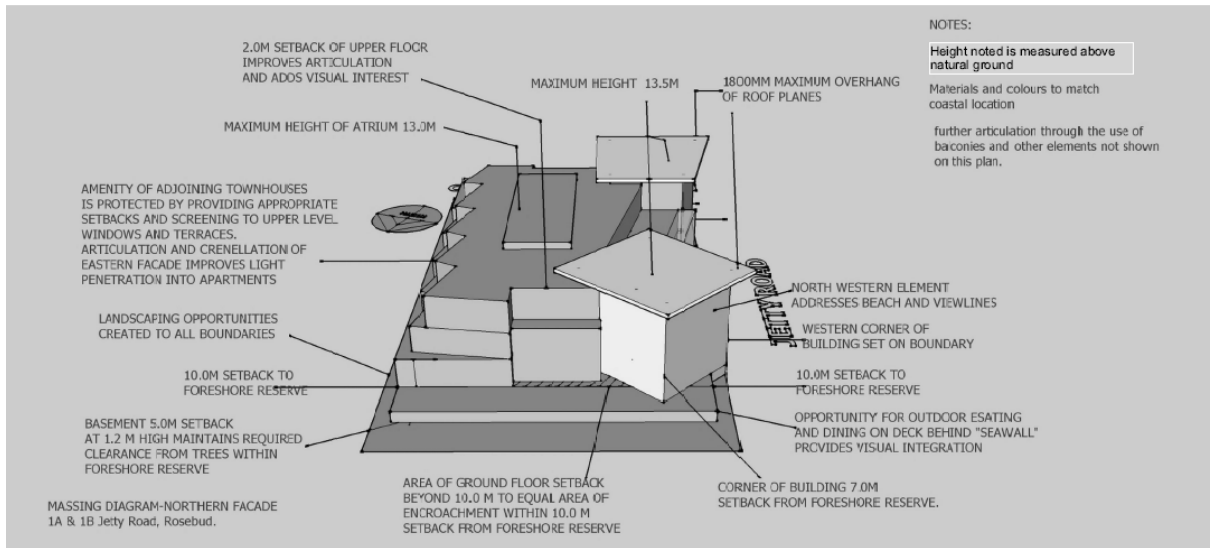 NOTES:
Height noted is measured above
natural ground
Materials and colours to match
coastal location
further articulation through the use of
balconies and other elements not shown
on this plan.
2.0M SETBACK OF UPPER FLOOR
IMPROVES ARTICULATION
AND ADOS VISUAL INTEREST
MAXIMUM HEIGHT 13.5M
1800MM MAXIMUM OVERHANG
OF ROOF PLANES
MAXIMUM HEIGHT OF ATRIUM 13.0M
AMENITY OF ADJOINING TOWNHOUSES
IS PROTECTED BY PROVIDING APPROPRIATE
SETBACKS AND SCREENING TO UPPER LEVEL
WINDOWS AND TERRACES.
ARTICULATION AND CRENELLATION OF
EASTERN FACADE IMPROVES LIGHT
PENETRATION INTO APARTMENTS
LANDSCAPING OPPORTUNITIES
CREATED TO ALL BOUNDARIES
10.0M SETBACK TO
FORESHORE RESERVE
BASEMENT 5.0M SETBACK
AT 1.2 M HIGH MAINTAINS REQUIRED
CLEARANCE FROM TREES WITHIN
FORESHORE RESERVE
JETTY ROAD
NORTH WESTERN ELEMENT
ADDRESSES BEACH AND VIEWLINES
WESTERN CORNER OF
BUILDING SET ON BOUNDARY
10.0M SETBACK TO
FORESHORE RESERVE
OPPORTUNITY FOR OUTDOOR ESATING
AND DINING ON DECK BEHIND "SEAWALL"
PROVIDES VISUAL INTEGRATION
CORNER OF BUILDING 7.0M
SETBACK FROM FORESHORE RESERVE.
AREA OF GROUND FLOOR SETBACK
BEYOND 10.0 M TO EQUAL AREA OF
ENCROACHMENT WITHIN 10.0 M
SETBACK FROM FORESHORE RESERVE
MASSING DIAGRAM-NORTHERN FACADE
1A & 1B Jetty Road, Rosebud.